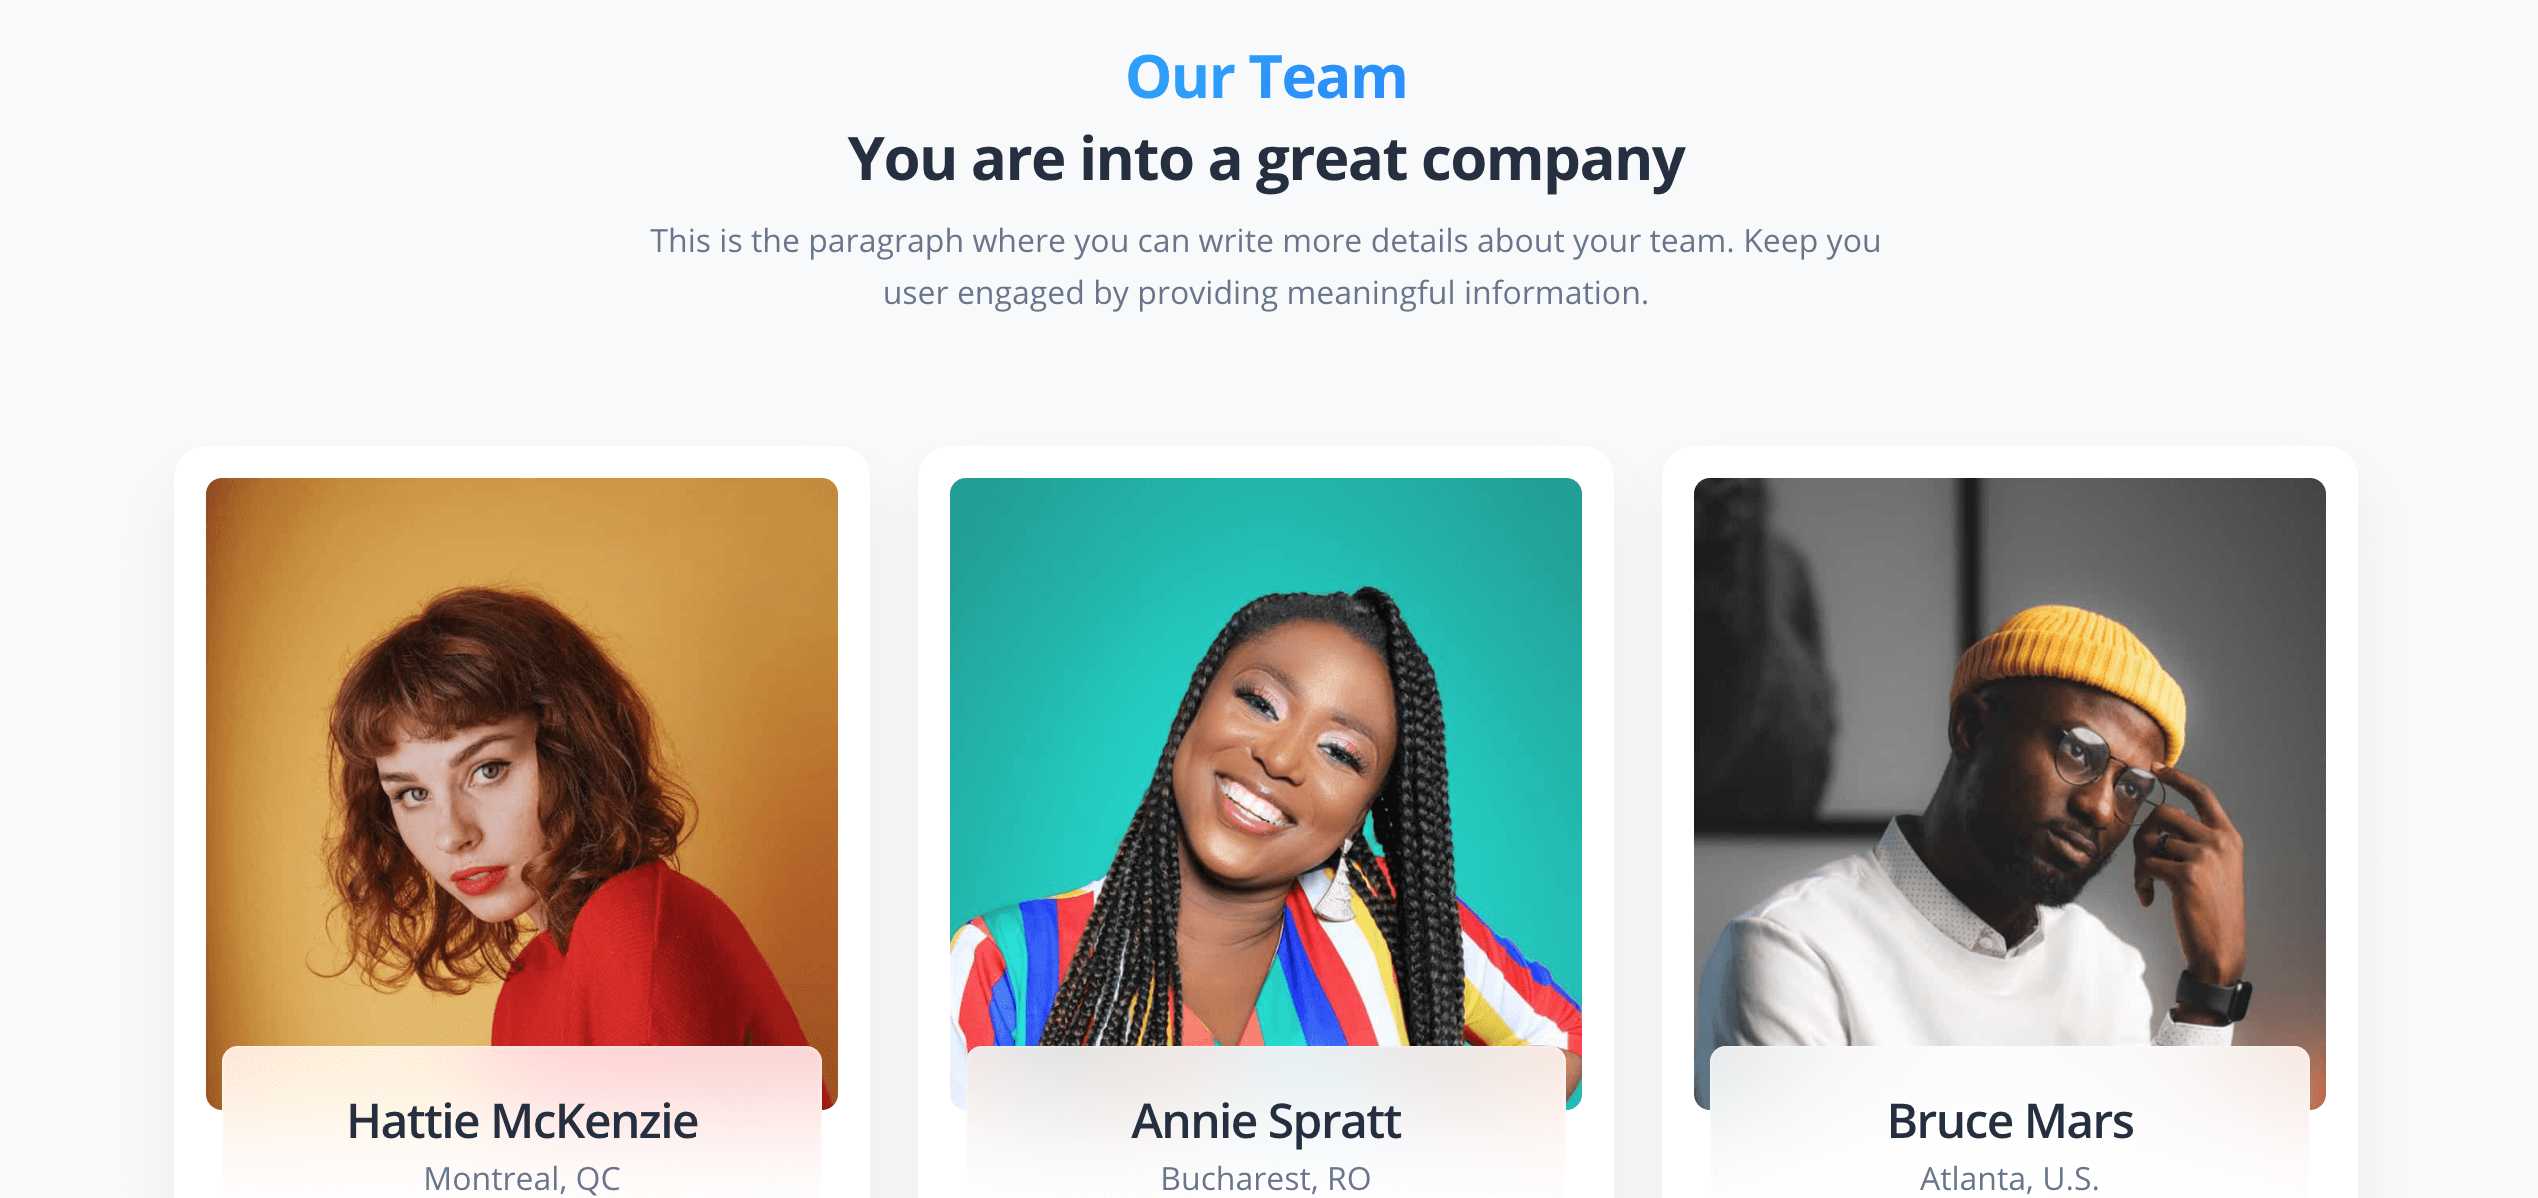 Our Team
You are into a great company
This is the paragraph where you can write more details about your team. Keep you
user engaged by providing meaningful information.
Hattie McKenzie
Montreal, QC
Annie Spratt
Bucharest, RO
Bruce Mars
Atlanta, U.S.